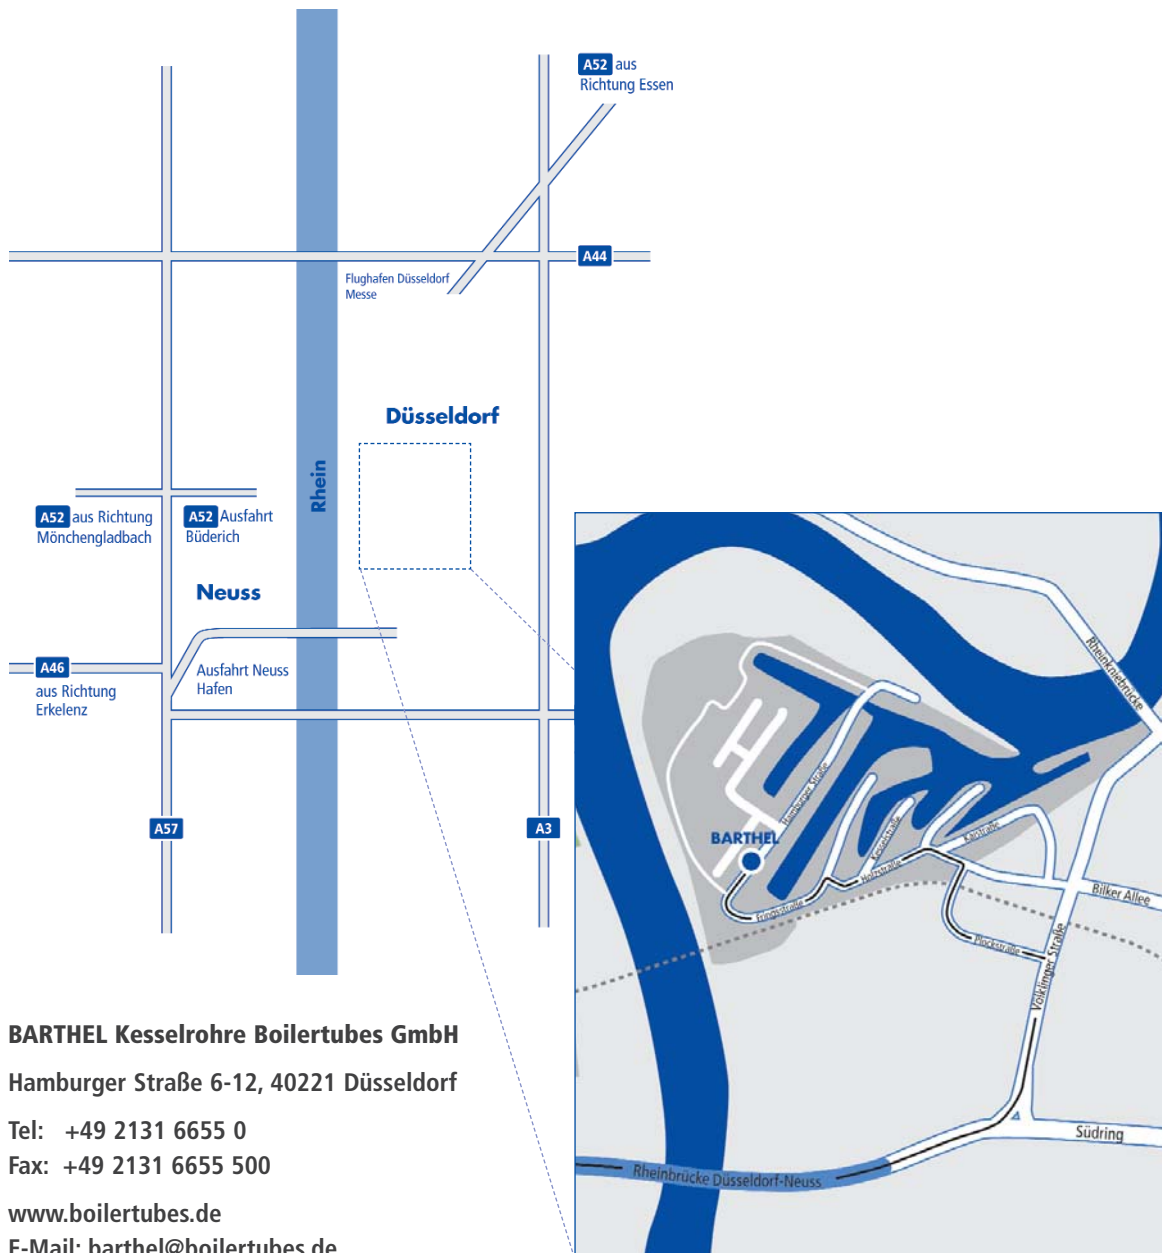 A52 aus
Richtung Essen
A44
Flughafen Düsseldorf
Messe
Düsseldorf
Rhein
A52 aus Richtung
Mönchengladbach
A52 Ausfahrt
Büderich
Neuss
A46
aus Richtung
Erkelenz
Ausfahrt Neuss
Hafen
A57
A3
Rheinkniebrücke
Hamburger Straße
BARTHEL
Kesselstraße
Kaistraße
Holzstraße
Fringsstraße
Bilker Allee
Plockstraße
Völklinger Straße
Südring
Rheinbrücke Düsseldorf-Neuss
BARTHEL Kesselrohre Boilertubes GmbH
Hamburger Straße 6-12, 40221 Düsseldorf
Tel: +49 2131 6655 0
Fax: +49 2131 6655 500
www.boilertubes.de
E-Mail: barthel@boilertubes.de